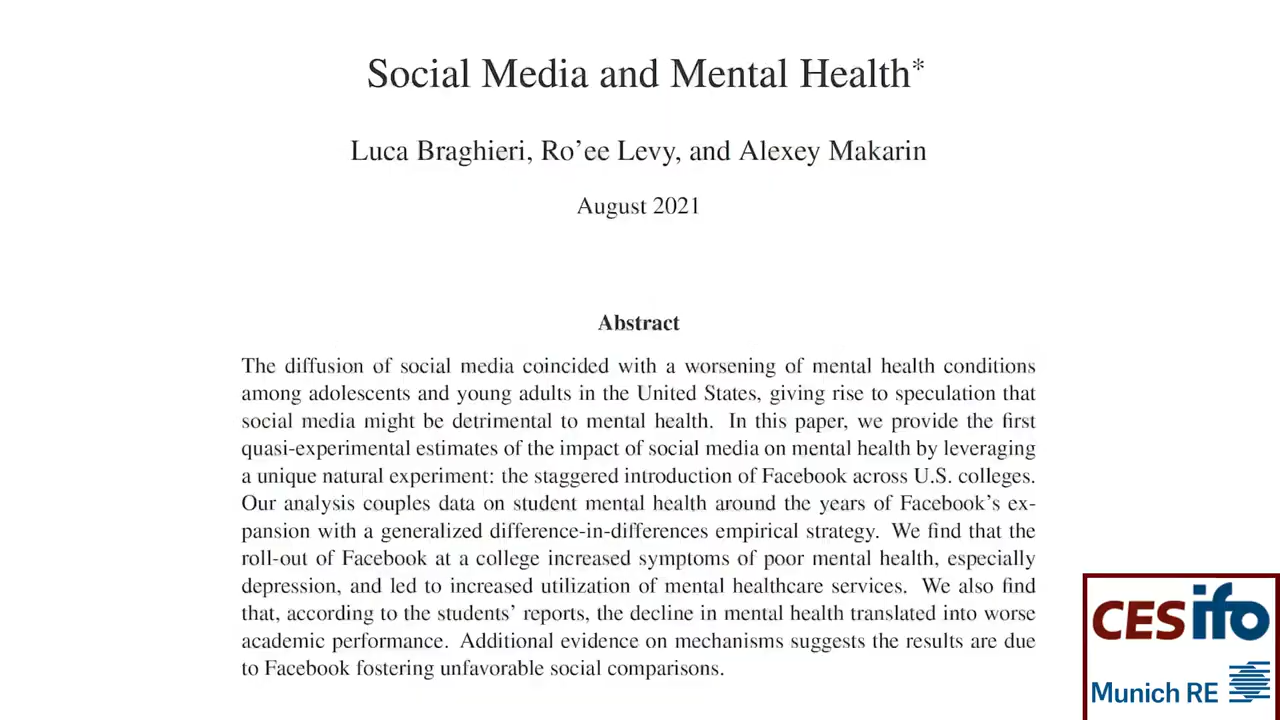 Social Media and Mental Health*
Luca Braghieri, Ro’ee Levy, and Alexey Makarin
August 2021
Abstract
The diffusion of social media coincided with a worsening of mental health conditions
among adolescents and young adults in the United States, giving rise to speculation that
social media might be detrimental to mental health. In this paper, we provide the first
quasi-experimental estimates of the impact of social media on mental health by leveraging
a unique natural experiment: the staggered introduction of Facebook across U.S. colleges.
Our analysis couples data on student mental health around the years of Facebook’s ex-
pansion with a generalized difference-in-differences empirical strategy. We find that the
roll-out of Facebook at a college increased symptoms of poor mental health, especially
depression, and led to increased utilization of mental healthcare services. We also find
that, according to the students’ reports, the decline in mental health translated into worse
academic performance. Additional evidence on mechanisms suggests the results are due
to Facebook fostering unfavorable social comparisons.
CESifo
Munich RE